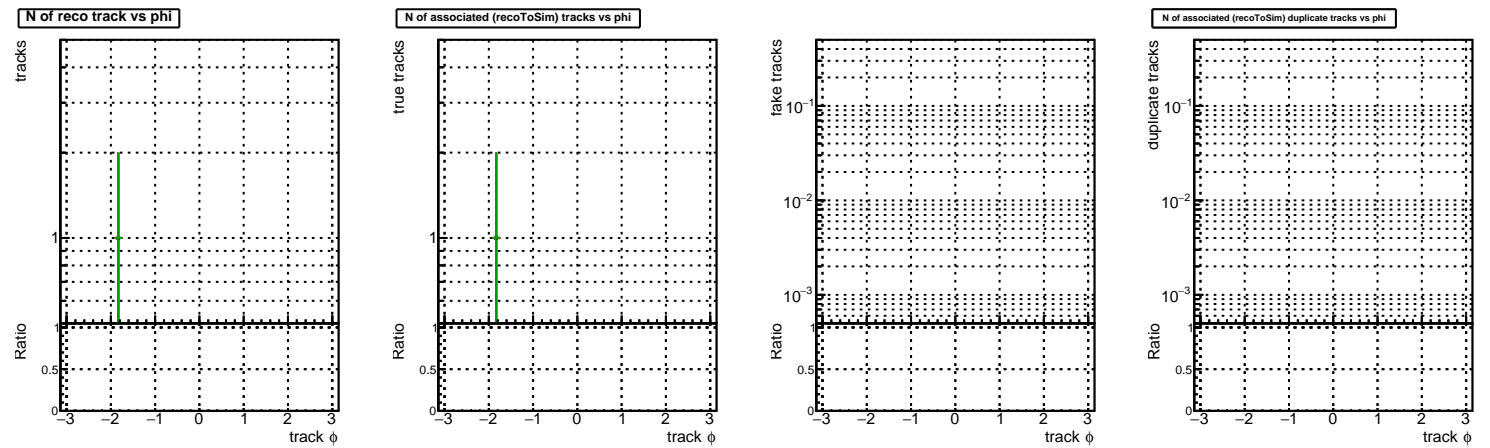 N of reco track vs phi
tracks
1
Ratio
1
0.5
0
−3 −2 −1 0 1 2 3
track ϕ
N of associated (recoToSim) tracks vs phi
true tracks
1
Ratio
1
0.5
0
−3 −2 −1 0 1 2 3
track ϕ
fake tracks
10⁻¹
10⁻²
10⁻³
Ratio
1
0.5
0
−3 −2 −1 0 1 2 3
track ϕ
N of associated (recoToSim) duplicate tracks vs phi
duplicate tracks
10⁻¹
10⁻²
10⁻³
Ratio
1
0.5
0
−3 −2 −1 0 1 2 3
track ϕ